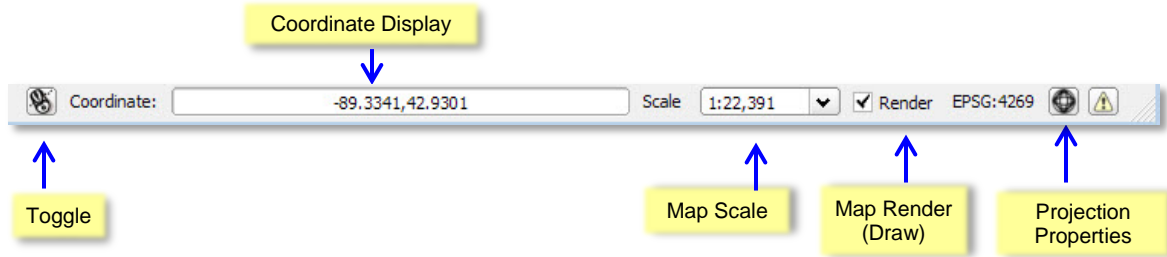 Coordinate Display
Coordinate: -89.3341,42.9301 Scale 1:22,391 Render EPSG:4269
Toggle
Map Scale
Map Render
(Draw)
Projection
Properties